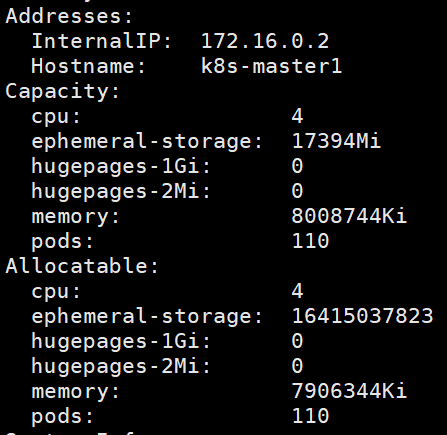 Addresses:
  InternalIP:  172.16.0.2
  Hostname:    k8s-master1
Capacity:
  cpu:                4
  ephemeral-storage:  17394Mi
  hugepages-1Gi:      0
  hugepages-2Mi:      0
  memory:             8008744Ki
  pods:               110
Allocatable:
  cpu:                4
  ephemeral-storage:  16415037823
  hugepages-1Gi:      0
  hugepages-2Mi:      0
  memory:             7906344Ki
  pods:               110